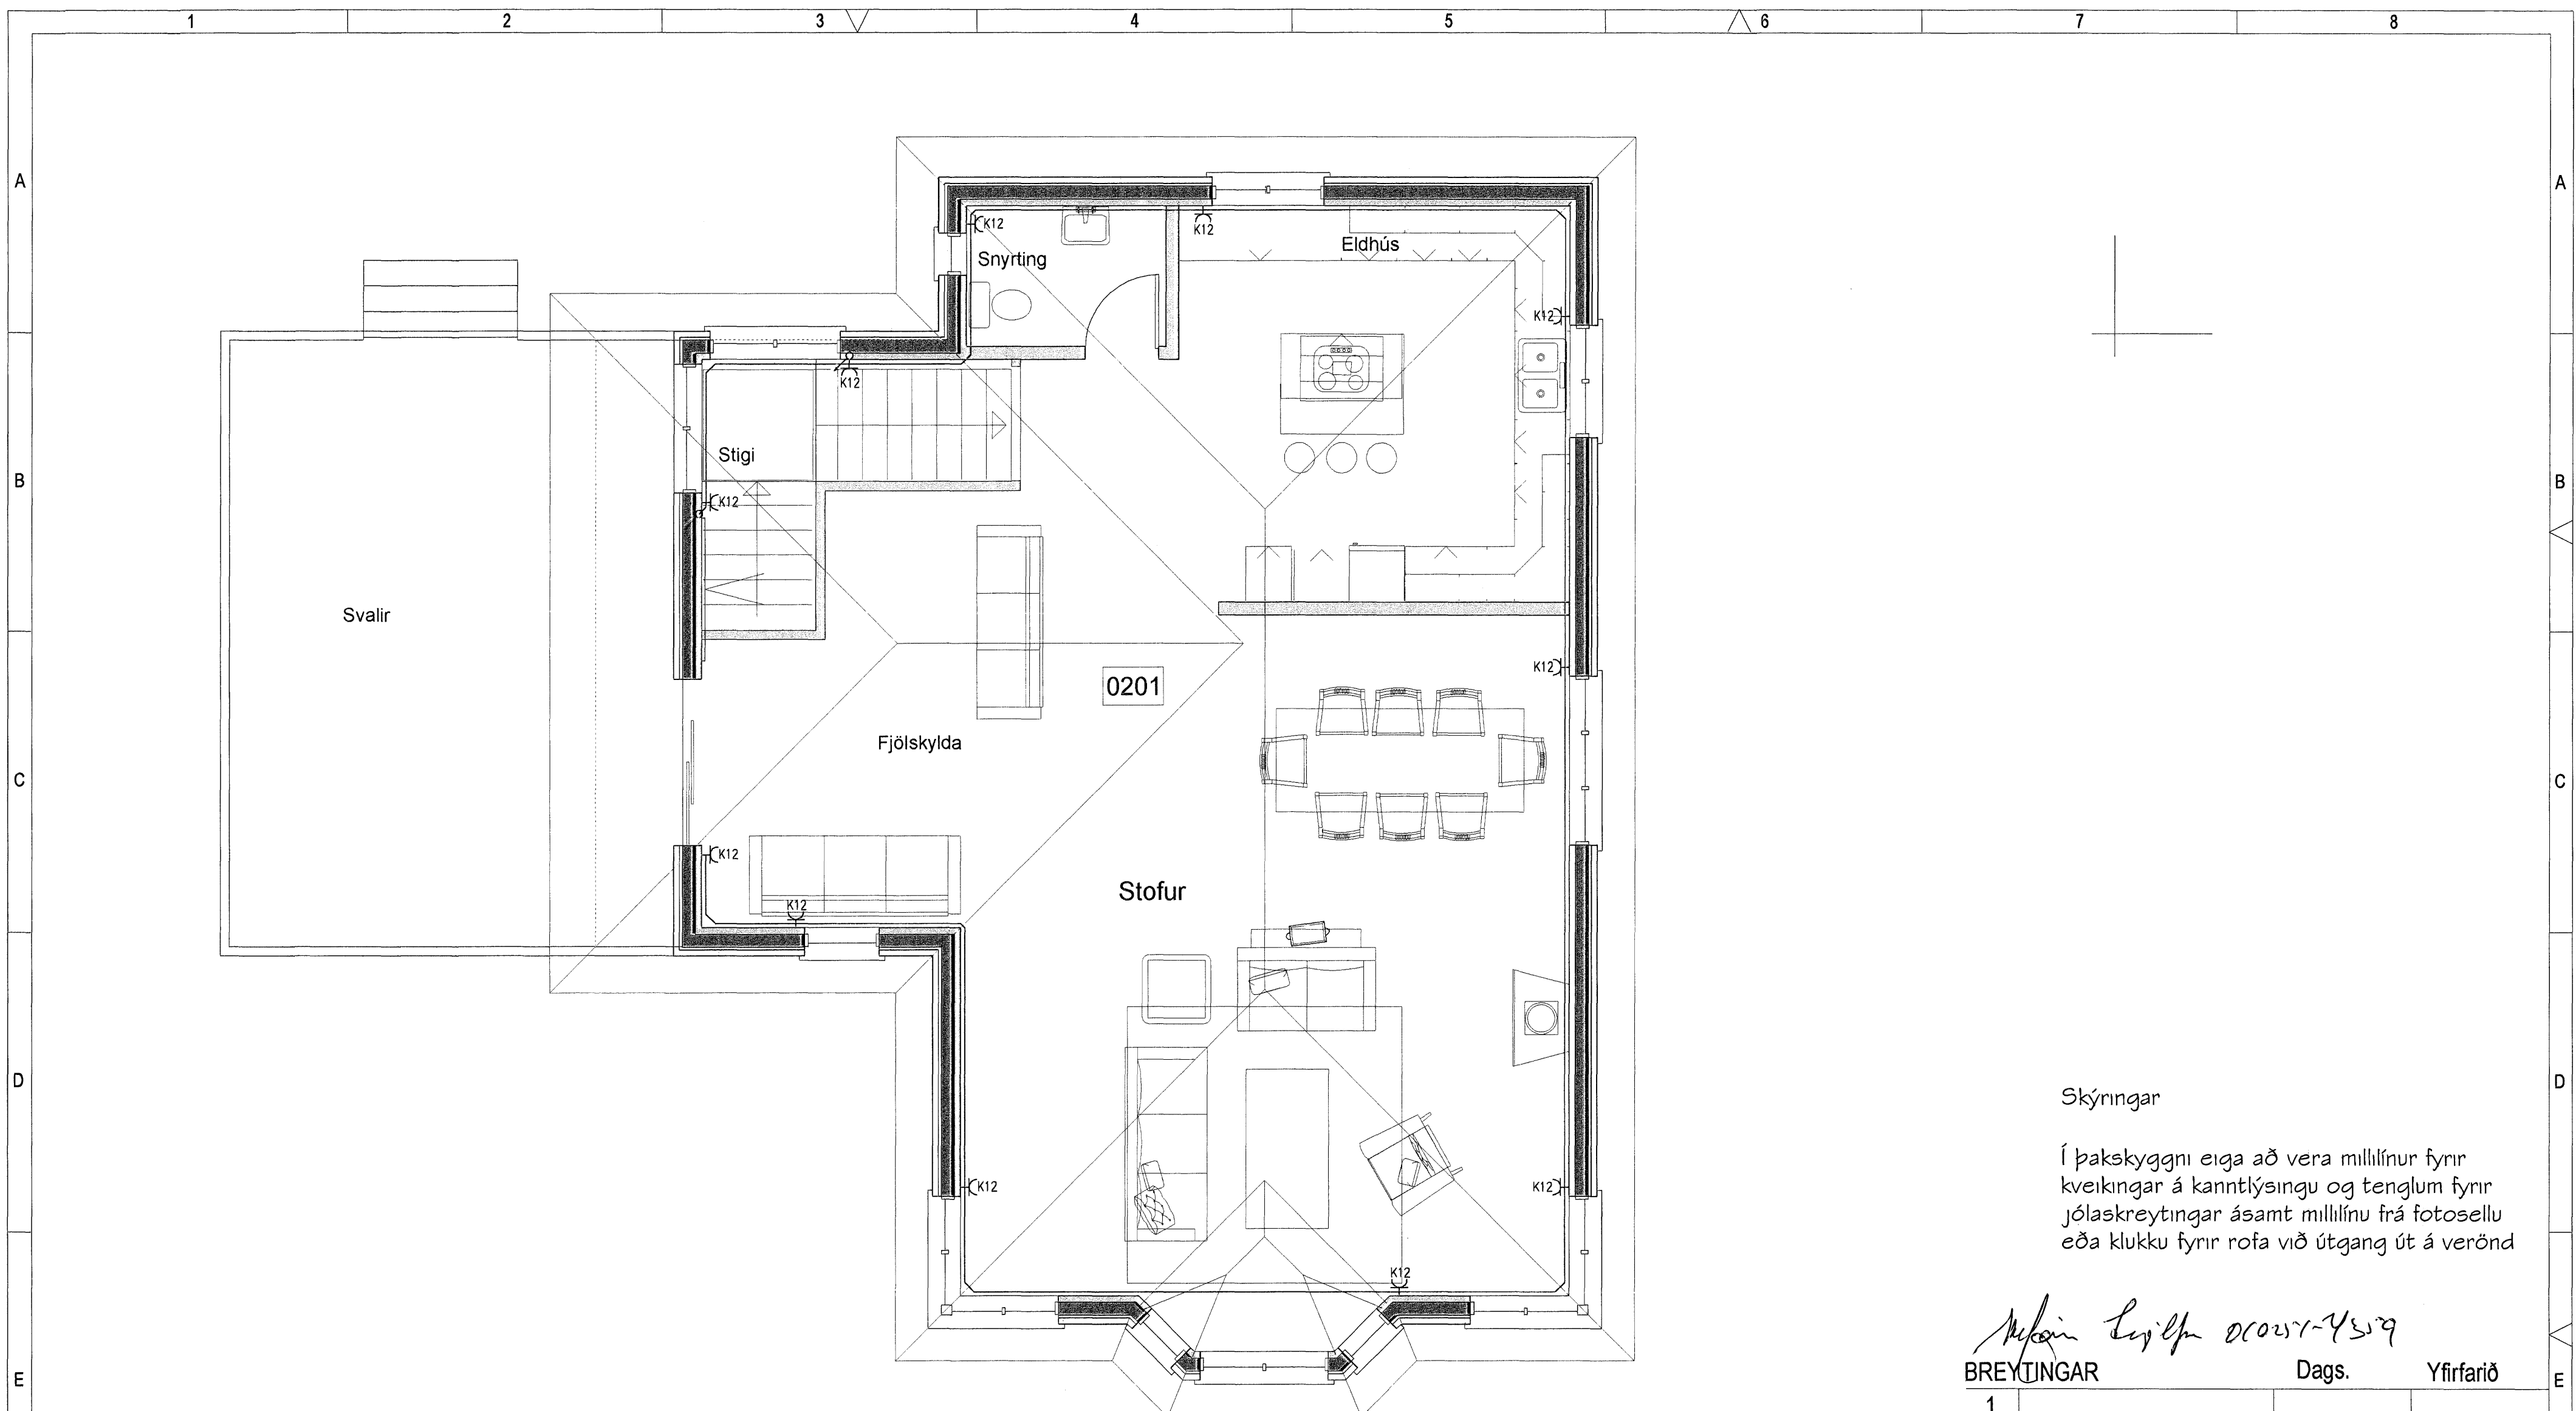 1 2 3 4 5 6 7 8
A A
K12 K12 K12
Snyrting Eldhús
K12
K12
B Stigi B
K12
Svalir
K12
0201
Fjölskylda
C C
K12
Stofur
K12
D D
Skýringar
Í þakskyggni eiga að vera millilínur fyrir
kveikingar á kanntlýsingu og tenglum fyrir
jólaskreytingar ásamt millilínu frá fotosellu
eða klukku fyrir rofa við útgang út á verönd
K12 K12
K12
BREYTINGAR Dags. Yfirfarið
E E
1